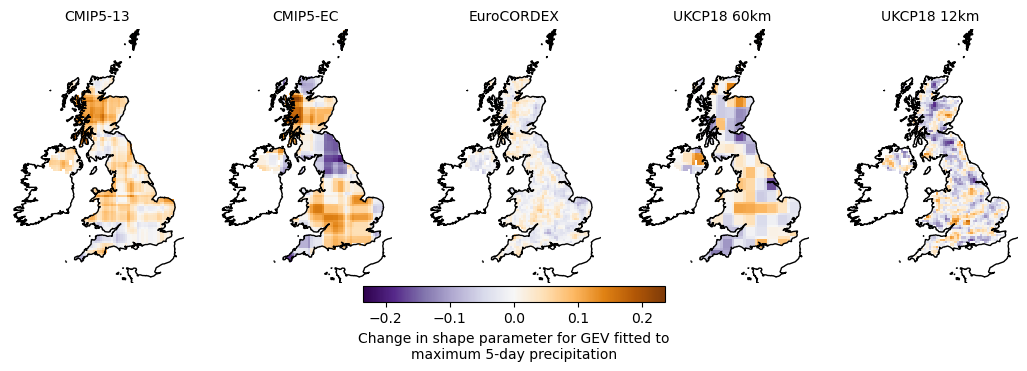 CMIP5-13
CMIP5-EC
EuroCORDEX
UKCP18 60km
UKCP18 12km
−0.2 −0.1 0.0 0.1 0.2
Change in shape parameter for GEV fitted to
maximum 5-day precipitation